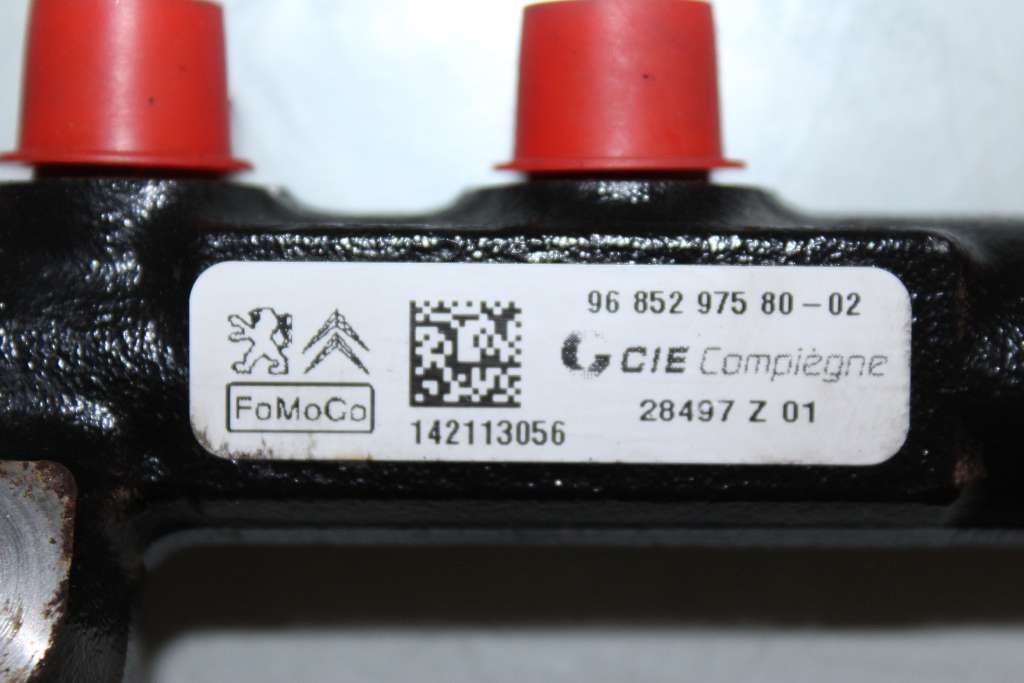 96 852 975 80-02
CIE Compiègne
28497 Z 01
FoMoCo
142113056